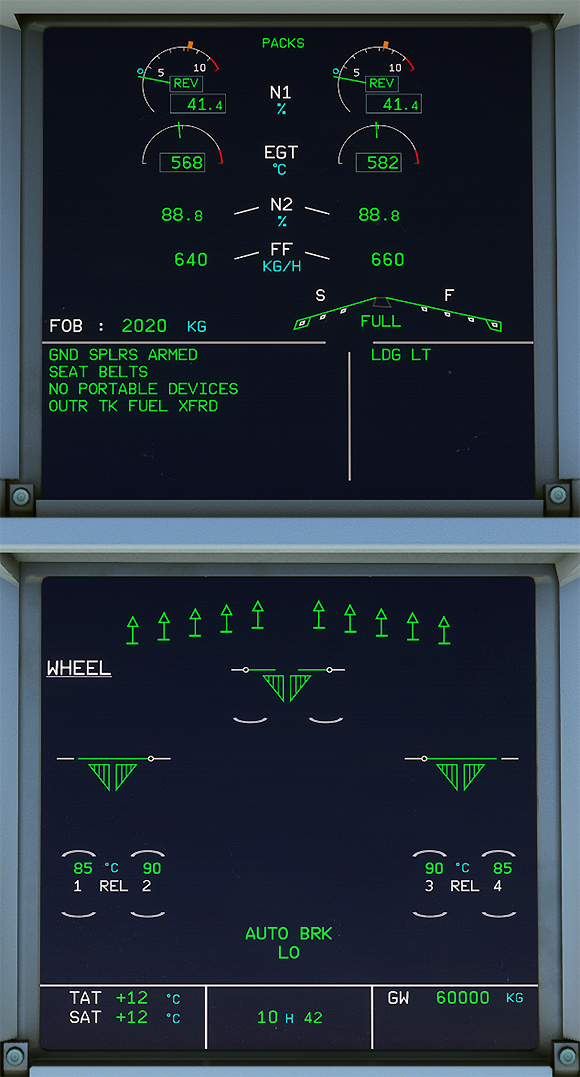 PACKS
5 10 5 10
REV REV
41.4 N1 41.4
%
568 EGT 582
°C
88.8 N2 88.8
%
640 FF 660
KG/H
S F
FOB : 2020 KG FULL
GND SPLRS ARMED LDG LT
SEAT BELTS
NO PORTABLE DEVICES
OUTR TK FUEL XFRD
WHEEL
85 °C 90 90 °C 85
1 REL 2 3 REL 4
AUTO BRK
LO
TAT +12 °C GW 60000 KG
SAT +12 °C 10 H 42